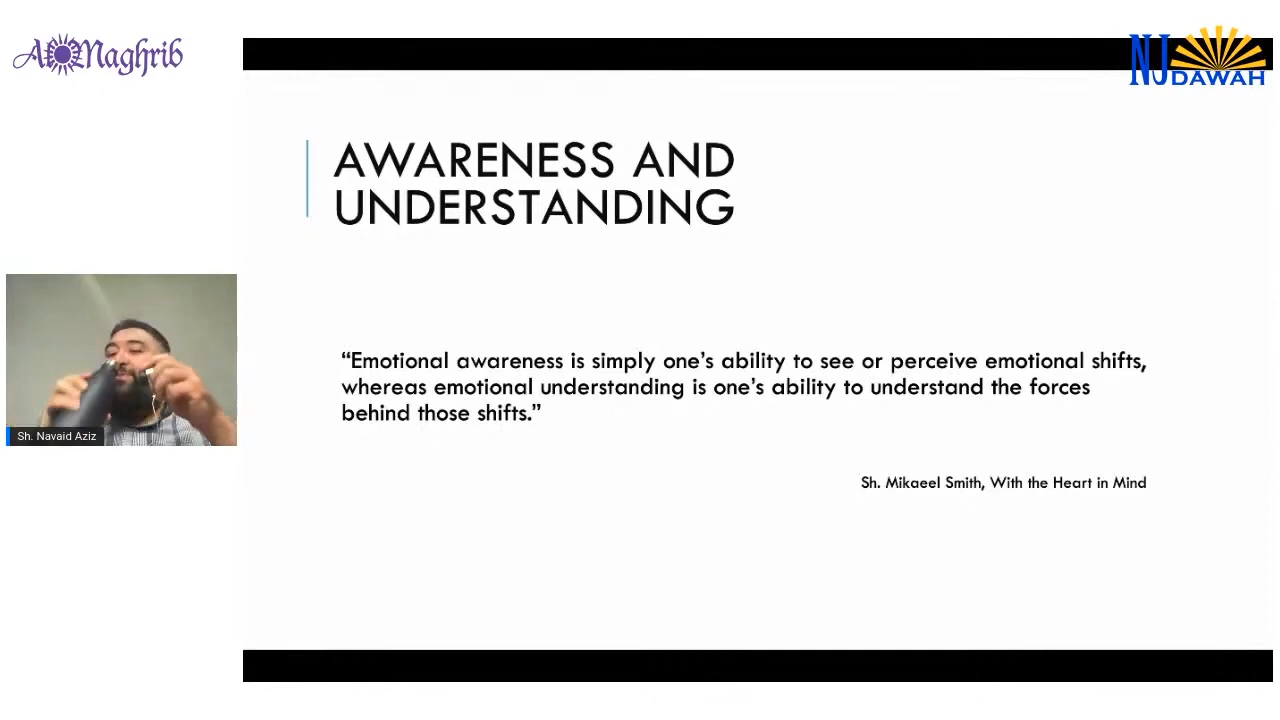 AlMaghrib
NJ
DAWAH
AWARENESS AND
UNDERSTANDING
“Emotional awareness is simply one’s ability to see or perceive emotional shifts,
whereas emotional understanding is one’s ability to understand the forces
behind those shifts.”
Sh. Mikaeel Smith, With the Heart in Mind
Sh. Navaid Aziz